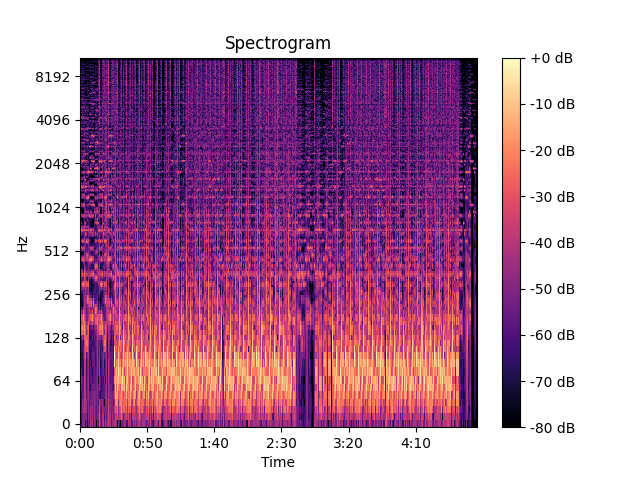 Spectrogram
Hz
8192
4096
2048
1024
512
256
128
64
0
0:00 0:50 1:40 2:30 3:20 4:10
Time
+0 dB
-10 dB
-20 dB
-30 dB
-40 dB
-50 dB
-60 dB
-70 dB
-80 dB